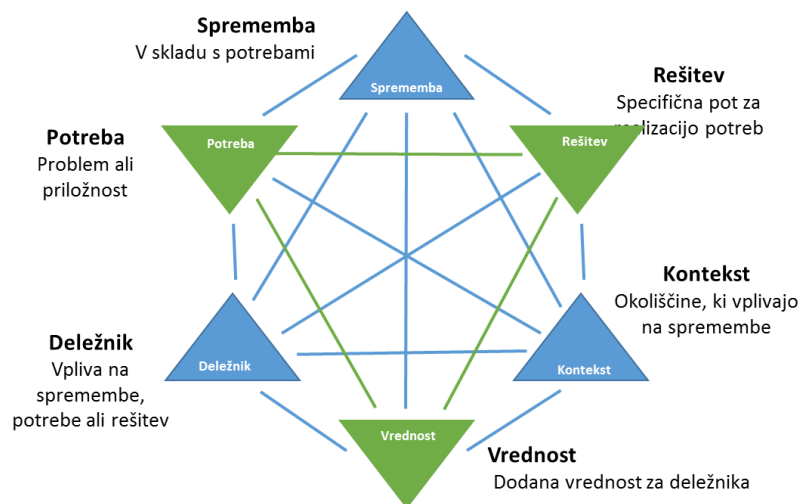 Sprememba
V skladu s potrebami
Sprememba
Rešitev
Specifična pot za
realizacijo potreb
Potreba
Problem ali
priložnost
Potreba
Rešitev
Kontekst
Okoliščine, ki vplivajo
na spremembe
Deležnik
Vpliva na
spremembe,
potrebe ali rešitev
Deležnik
Kontekst
Vrednost
Vrednost
Dodana vrednost za deležnika